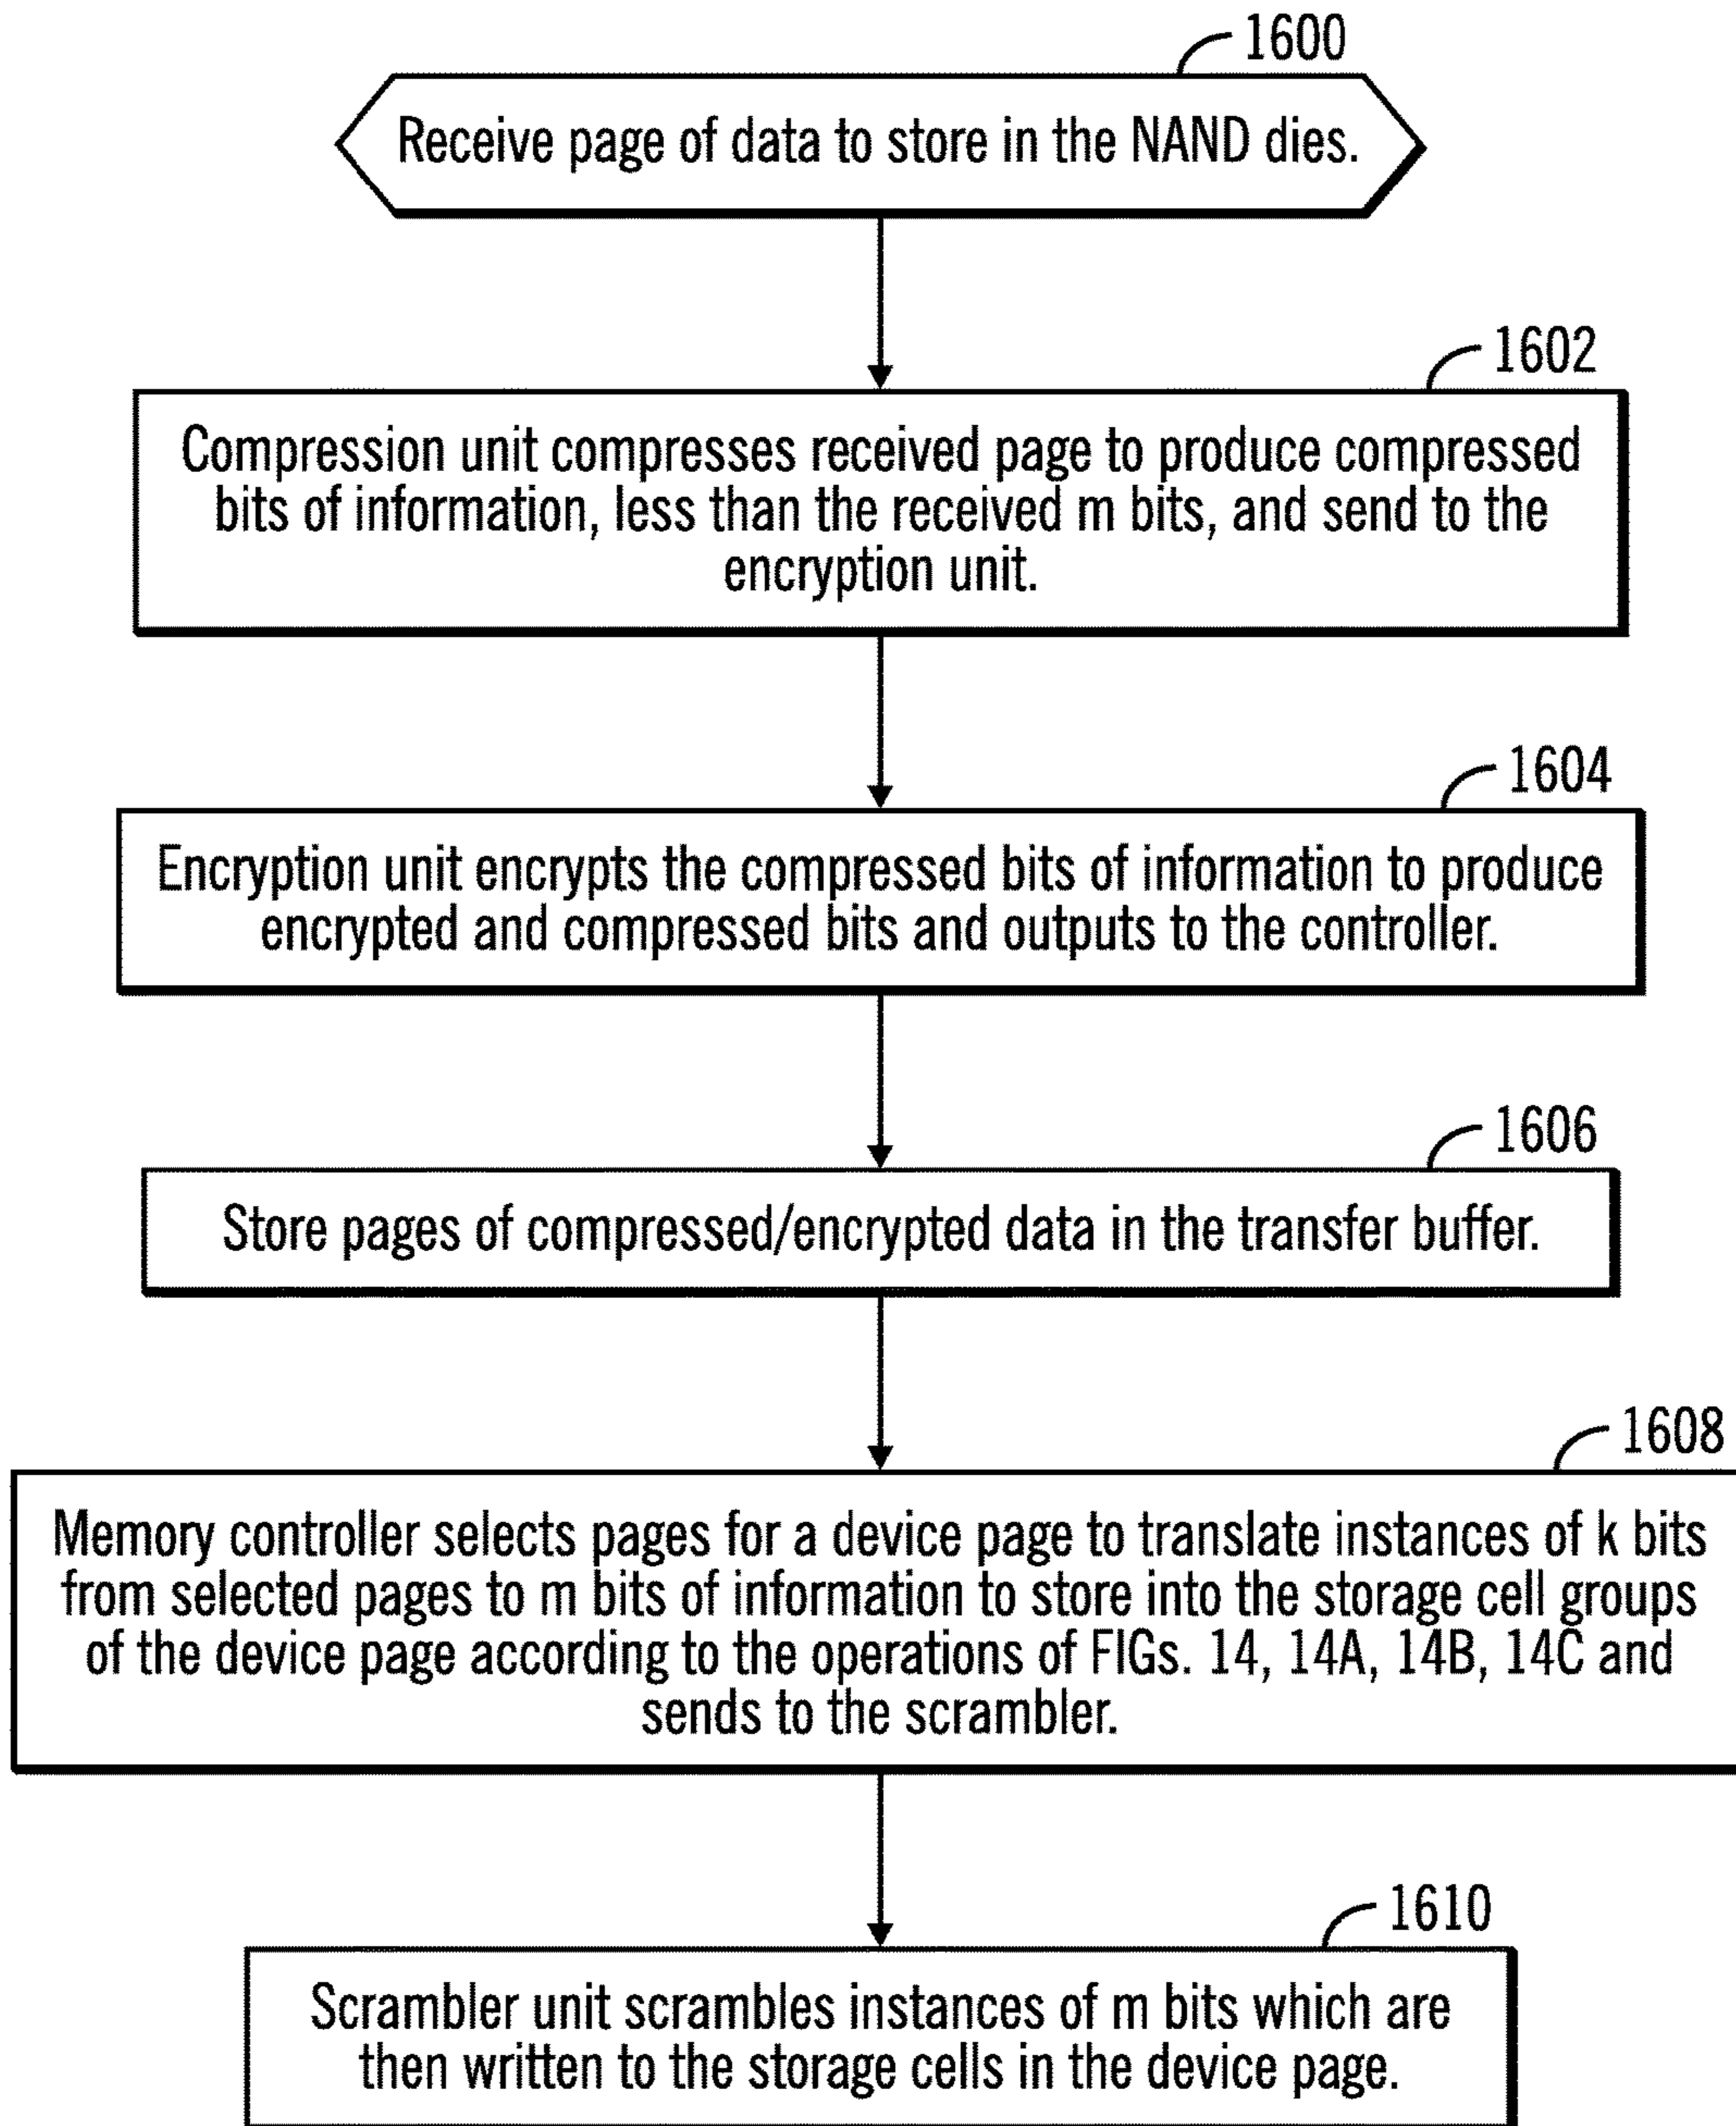 1600
Receive page of data to store in the NAND dies.
1602
Compression unit compresses received page to produce compressed
bits of information, less than the received m bits, and send to the
encryption unit.
1604
Encryption unit encrypts the compressed bits of information to produce
encrypted and compressed bits and outputs to the controller.
1606
Store pages of compressed/encrypted data in the transfer buffer.
1608
Memory controller selects pages for a device page to translate instances of k bits
from selected pages to m bits of information to store into the storage cell groups
of the device page according to the operations of FIGs. 14, 14A, 14B, 14C and
sends to the scrambler.
1610
Scrambler unit scrambles instances of m bits which are
then written to the storage cells in the device page.